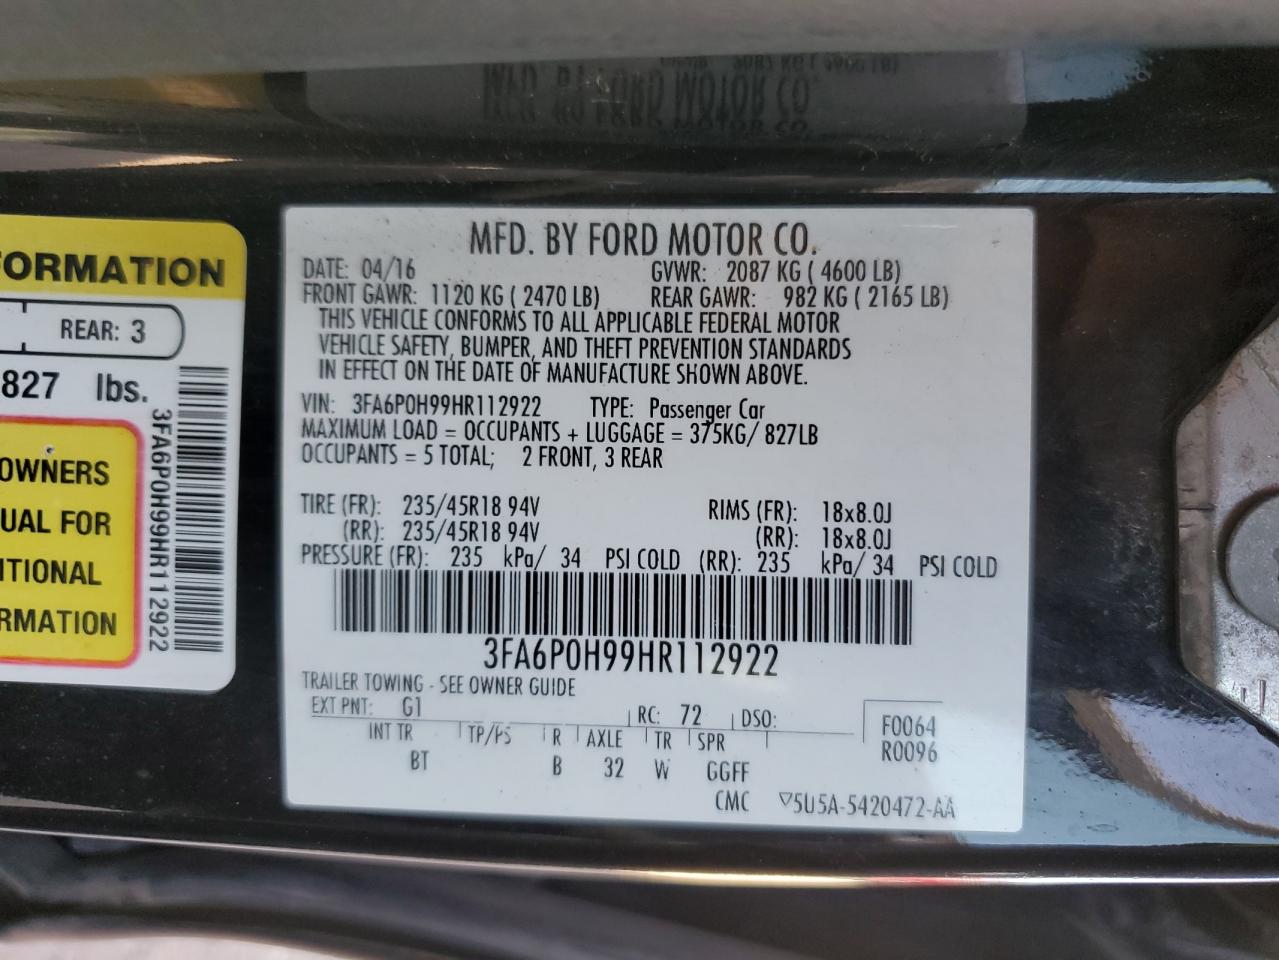 MFD. BY FORD MOTOR CO.
DATE: 04/16 GVWR: 2087 KG ( 4600 LB)
FRONT GAWR: 1120 KG ( 2470 LB) REAR GAWR: 982 KG ( 2165 LB)
THIS VEHICLE CONFORMS TO ALL APPLICABLE FEDERAL MOTOR
VEHICLE SAFETY, BUMPER, AND THEFT PREVENTION STANDARDS
IN EFFECT ON THE DATE OF MANUFACTURE SHOWN ABOVE.
VIN: 3FA6P0H99HR112922 TYPE: Passenger Car
MAXIMUM LOAD = OCCUPANTS + LUGGAGE = 375KG/ 827LB
OCCUPANTS = 5 TOTAL; 2 FRONT, 3 REAR
TIRE (FR): 235/45R18 94V RIMS (FR): 18x8.0J
(RR): 235/45R18 94V (RR): 18x8.0J
PRESSURE (FR): 235 kPa/ 34 PSI COLD (RR): 235 kPa/ 34 PSI COLD
3FA6P0H99HR112922
TRAILER TOWING - SEE OWNER GUIDE
EXT PNT: G1 RC: 72 DSO:
INT TR TP/PS R AXLE TR SPR
BT B 32 W GGFF
CMC
F0064
R0096
▽5U5A-5420472-AA
FORMATION
REAR: 3
827 lbs.
OWNERS
UAL FOR
ITIONAL
RMATION
3FA6P0H99HR112922